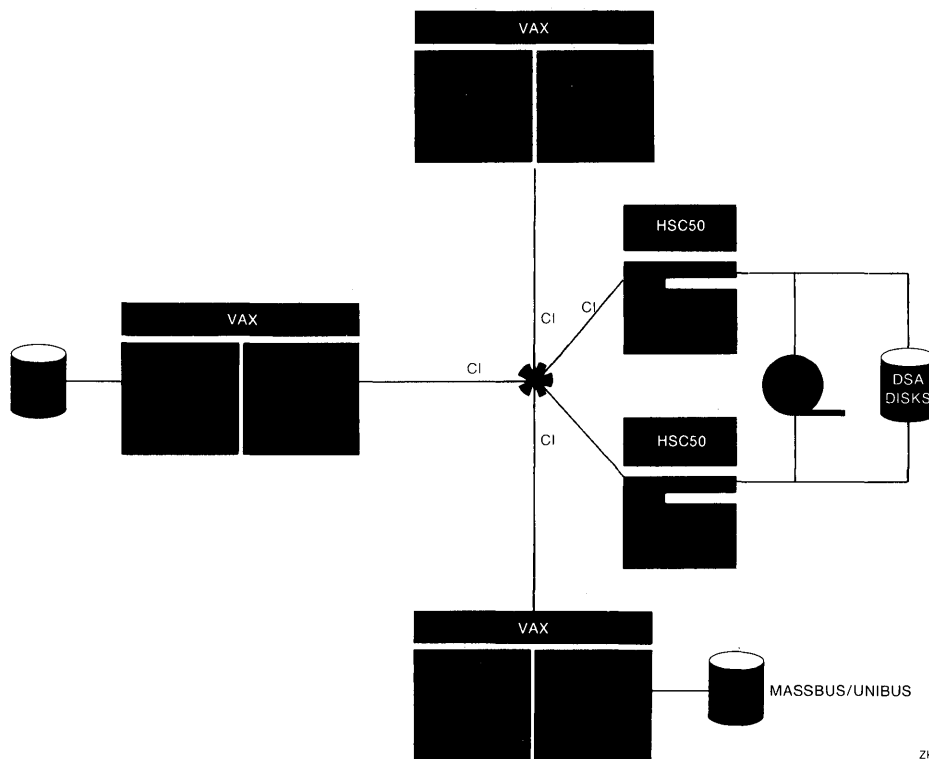 VAX
HSC50
VAX
CI
CI
CI
DSA
DISKS
CI
HSC50
VAX
MASSBUS/UNIBUS